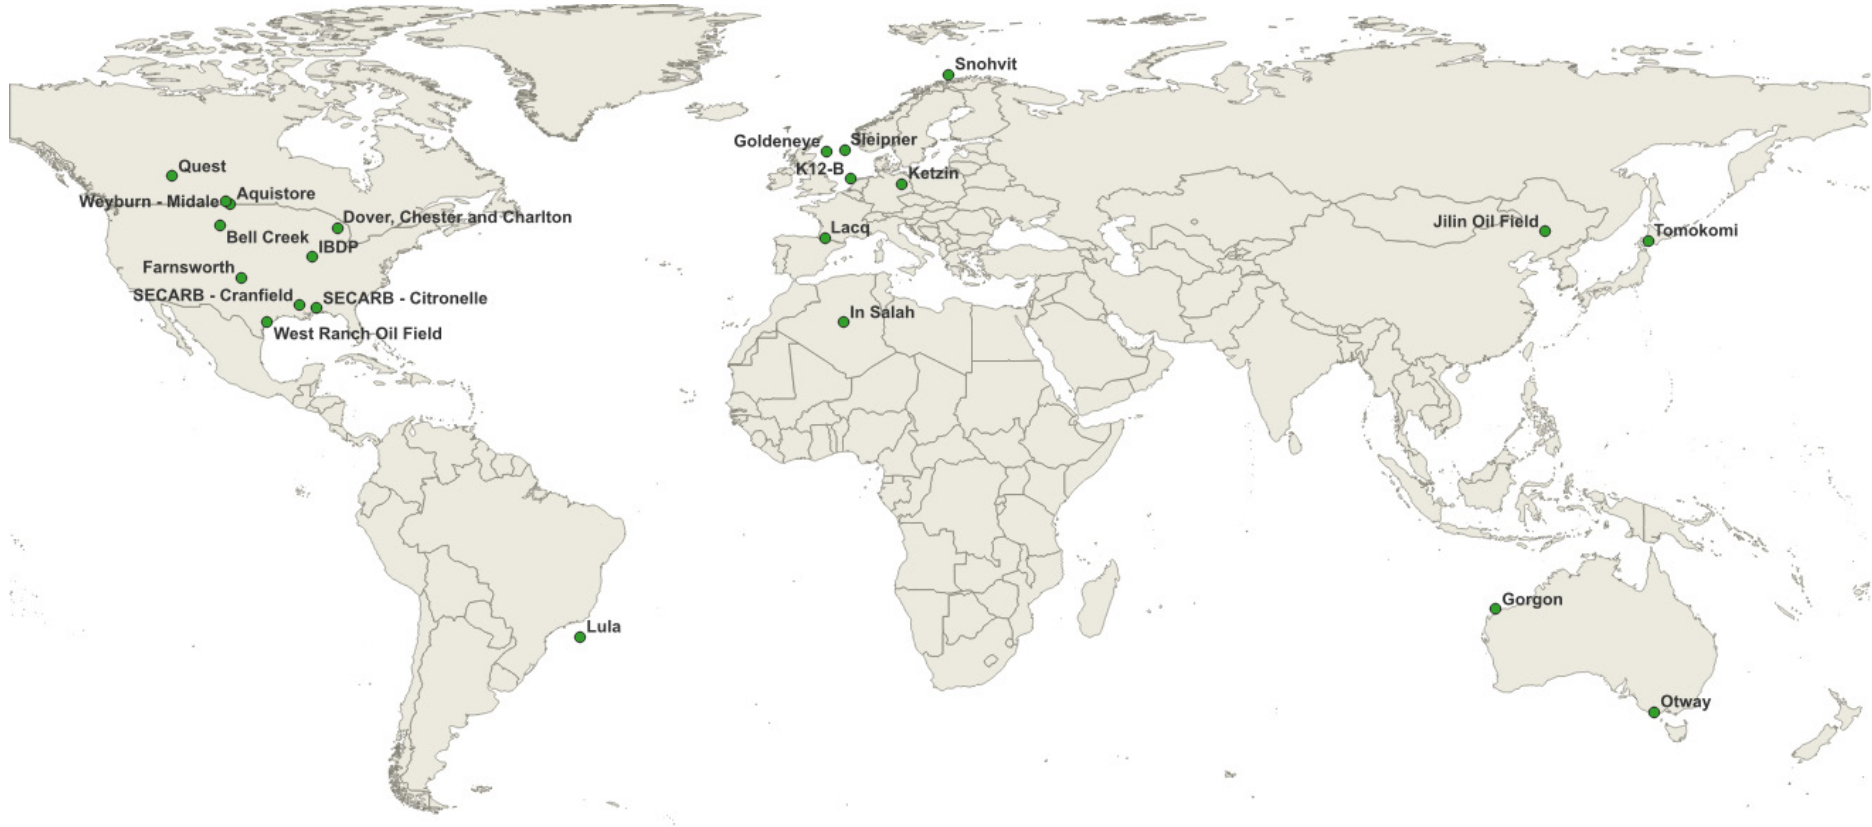 Snohvit
Goldeneye
Sleipner
K12-B
Ketzin
Quest
Aquistore
Weyburn - Midale
Dover, Chester and Charlton
Bell Creek
IBDP
Lacq
Jilin Oil Field
Tomokomi
Farnsworth
SECARB - Cranfield
SECARB - Citronelle
In Salah
West Ranch Oil Field
Gorgon
Lula
Otway